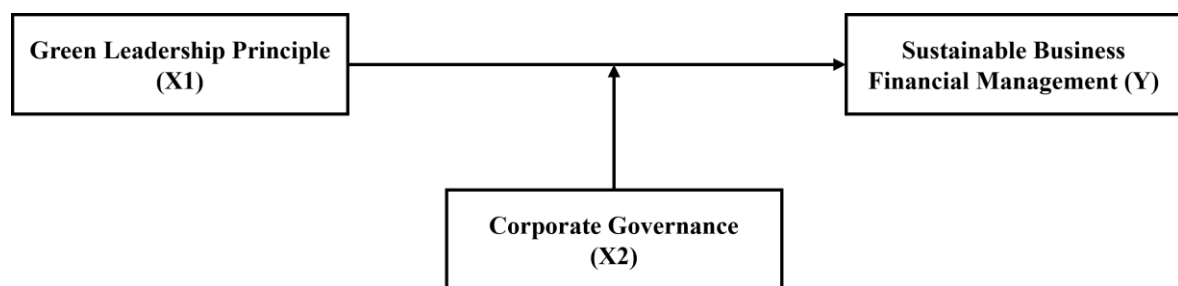 Green Leadership Principle
(X1)
Sustainable Business
Financial Management (Y)
Corporate Governance
(X2)